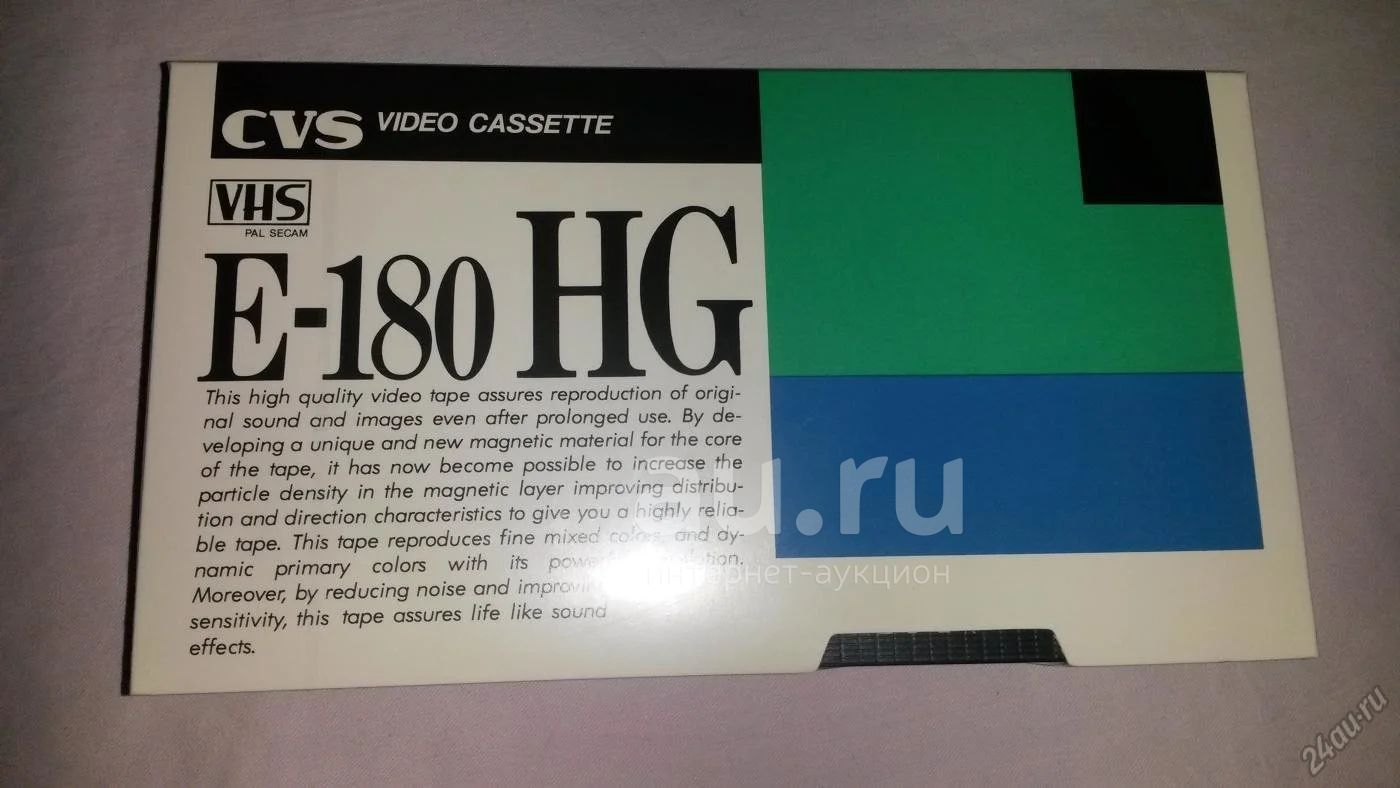 CVS VIDEO CASSETTE
VHS
PAL SECAM
E-180 HG
This high quality video tape assures reproduction of origi-
nal sound and images even after prolonged use. By de-
veloping a unique and new magnetic material for the core
of the tape, it has now become possible to increase the
particle density in the magnetic layer improving distribu-
tion and direction characteristics to give you a highly relia-
ble tape. This tape reproduces fine mixed colors, and dy-
namic primary colors with its
Moreover, by reducing noise and
sensitivity, this tape assures life like sound
effects.
au.ru
интернет-аукцион
24au.ru